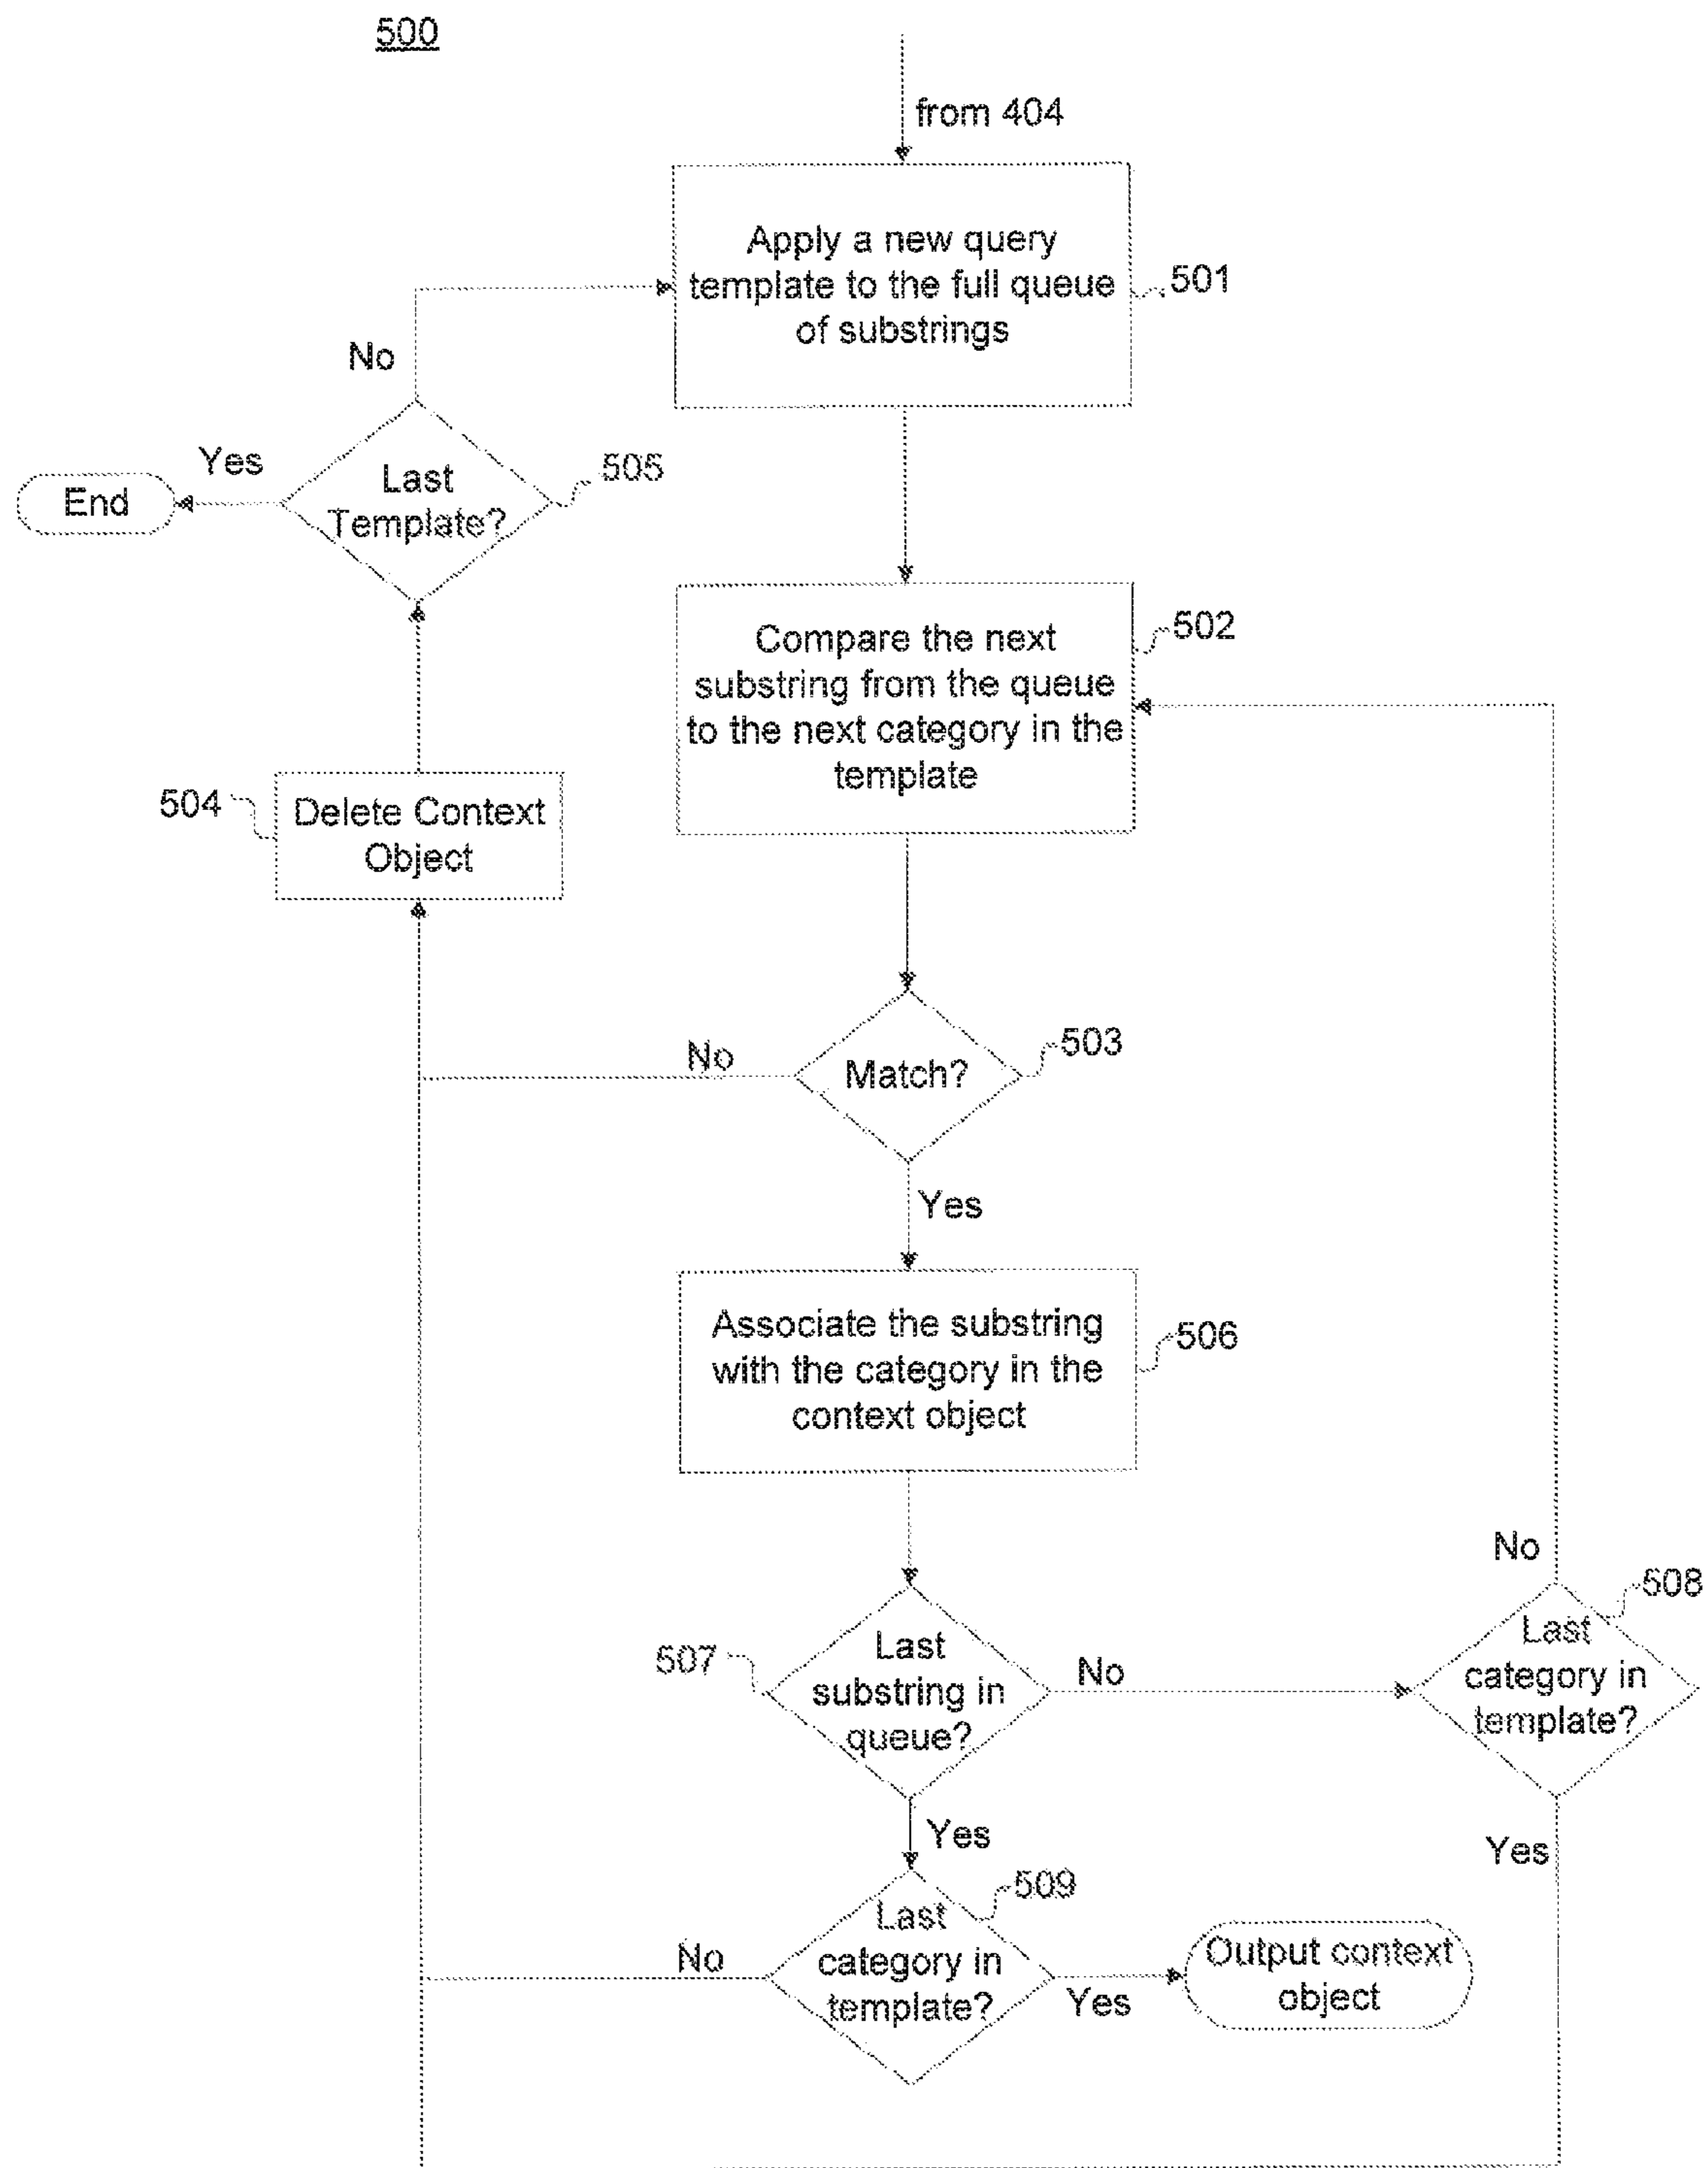 500
from 404
Apply a new query
template to the full queue
of substrings
501
No
Yes
End
Last
Template?
505
Compare the next
substring from the queue
to the next category in the
template
502
504
Delete Context
Object
No
Match?
503
Yes
Associate the substring
with the category in the
context object
506
No
508
Last
category in
template?
507
Last
substring in
queue?
No
Yes
Yes
509
Last
category in
template?
No
Yes
Output context
object